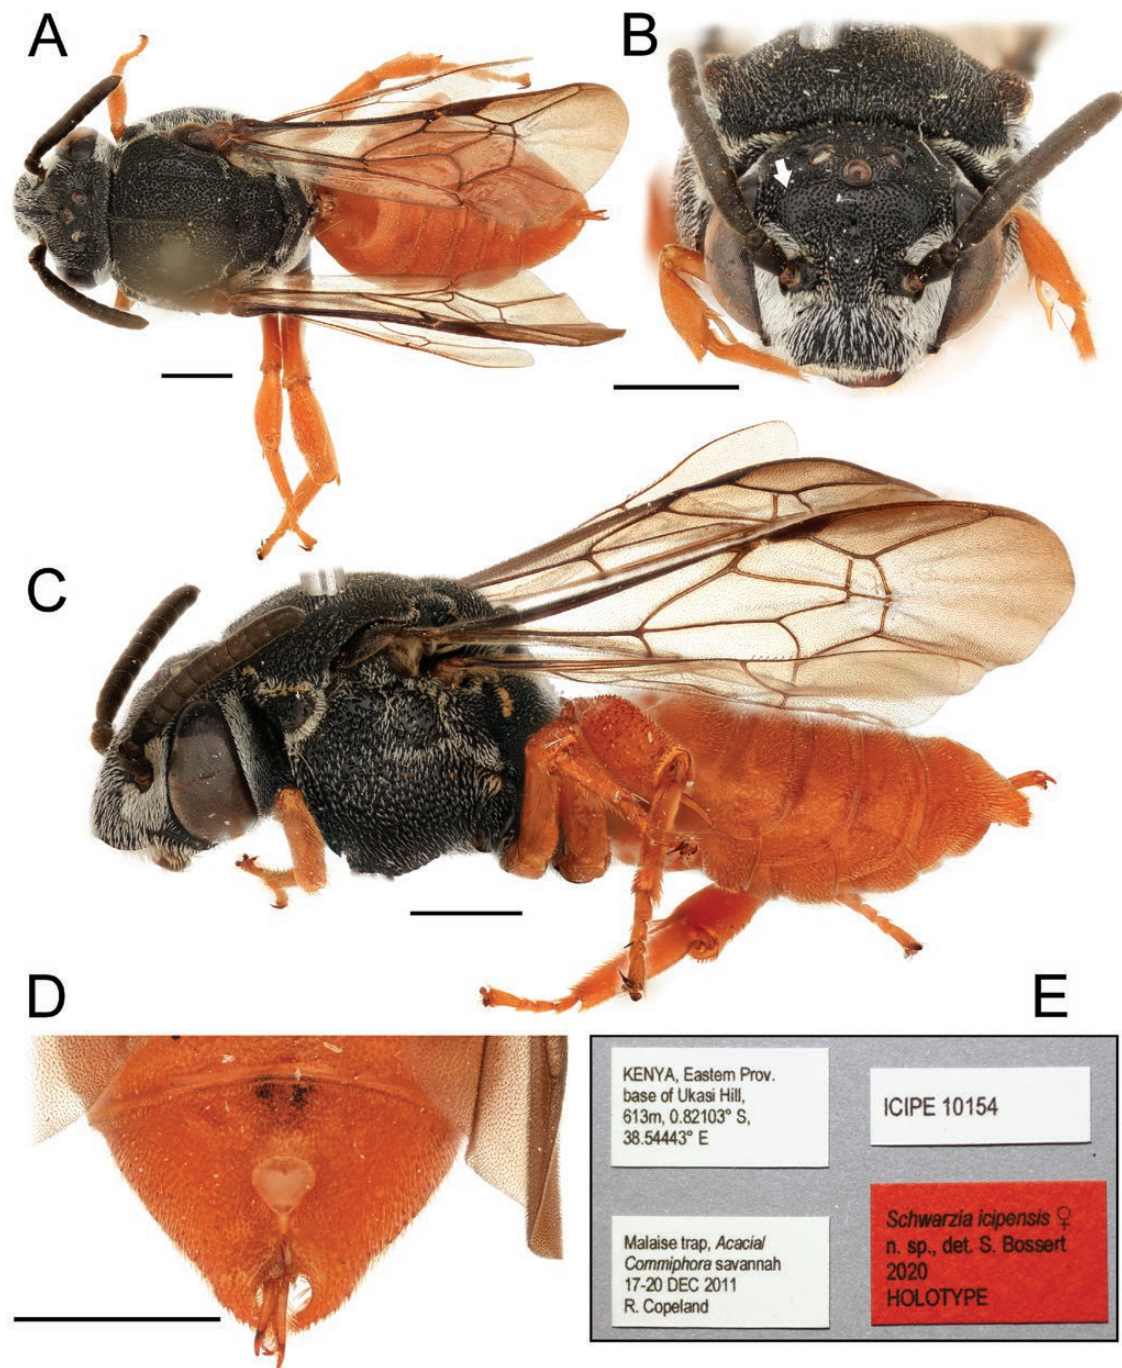 A
B
C
D
E
KENYA, Eastern Prov.
base of Ukasi Hill,
613m, 0.82103° S,
38.54443° E
ICIPE 10154
Malaise trap, Acacial
Commiphora savannah
17-20 DEC 2011
R. Copeland
Schwarzia icipensis ♀
n. sp., det. S. Bossert
2020
HOLOTYPE